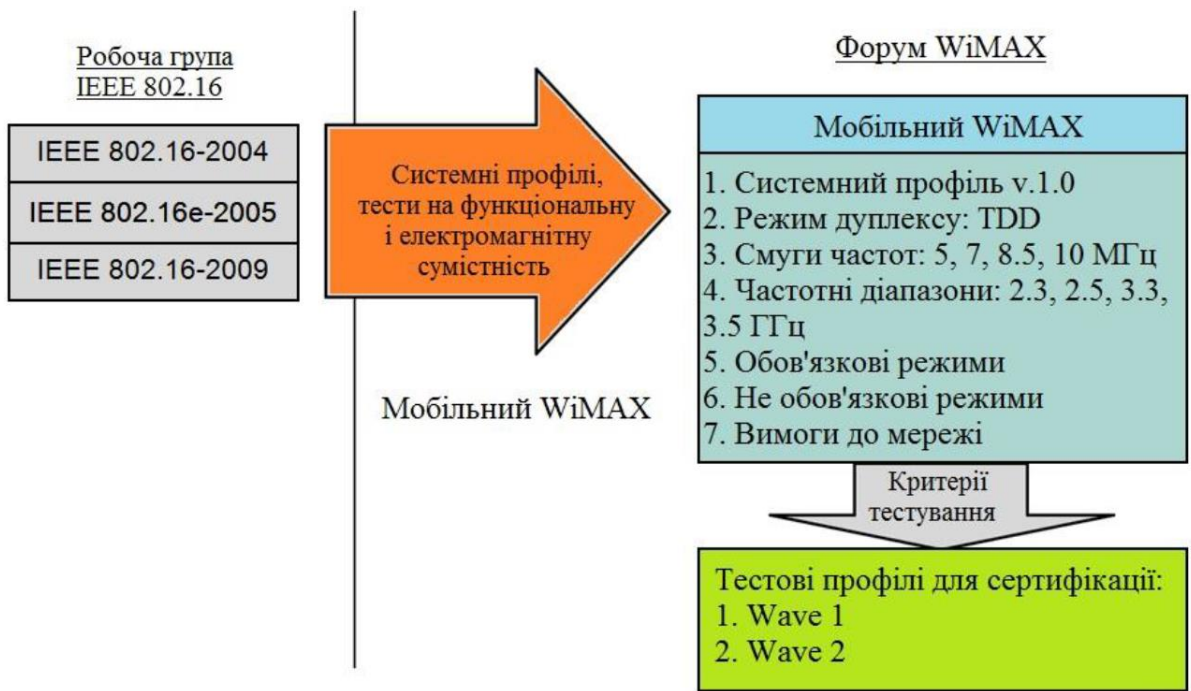 Робоча група
IEEE 802.16
IEEE 802.16-2004
IEEE 802.16e-2005
IEEE 802.16-2009
Системні профілі,
тести на функціональну
і електромагнітну
сумістність
Мобільний WiMAX
Форум WiMAX
Мобільний WiMAX
1. Системний профіль v.1.0
2. Режим дуплексу: TDD
3. Смуги частот: 5, 7, 8.5, 10 МГц
4. Частотні діапазони: 2.3, 2.5, 3.3,
3.5 ГГц
5. Обов'язкові режими
6. Не обов'язкові режими
7. Вимоги до мережі
Критерії
тестування
Тестові профілі для сертифікації:
1. Wave 1
2. Wave 2